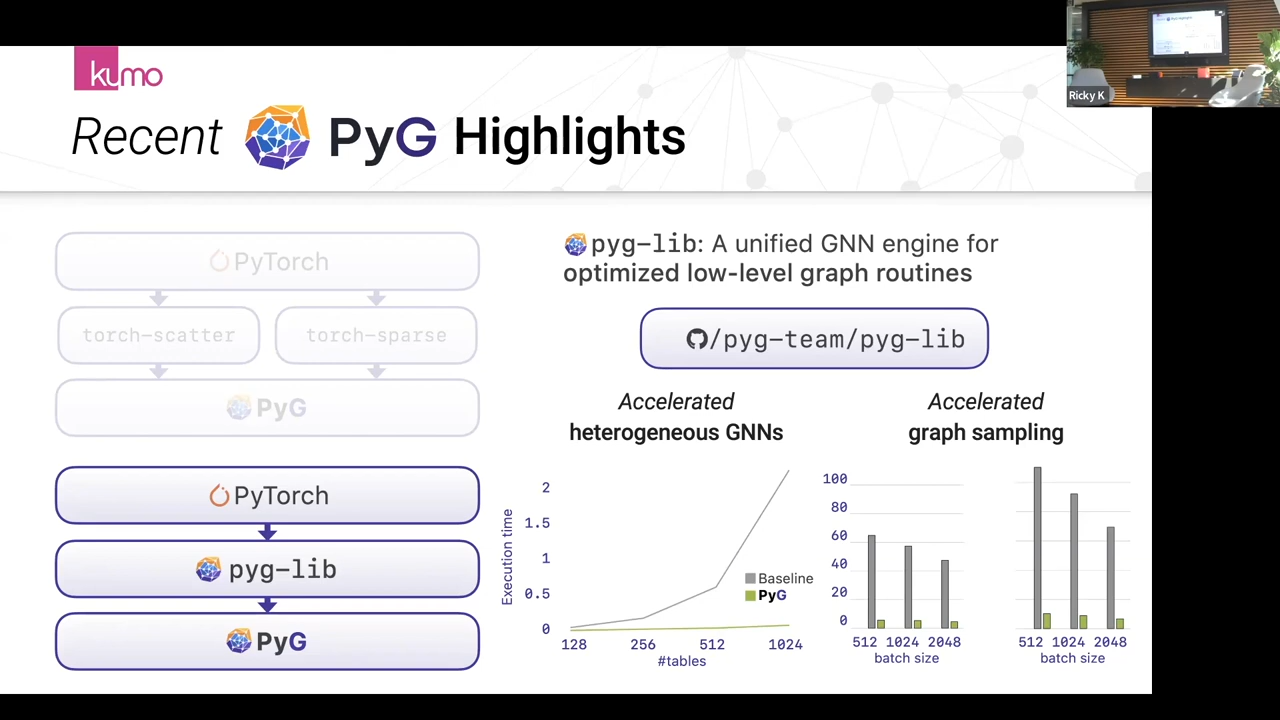 kumo
Recent PyG Highlights
Ricky K
PyTorch
torch-scatter
torch-sparse
PyG
PyTorch
pyg-lib
PyG
pyg-lib: A unified GNN engine for
optimized low-level graph routines
/pyg-team/pyg-lib
Accelerated
heterogeneous GNNs
Execution time
2
1.5
1
0.5
0
128 256 512 1024
#tables
Baseline
PyG
Accelerated
graph sampling
100
80
60
40
20
0
512 1024 2048
batch size
512 1024 2048
batch size